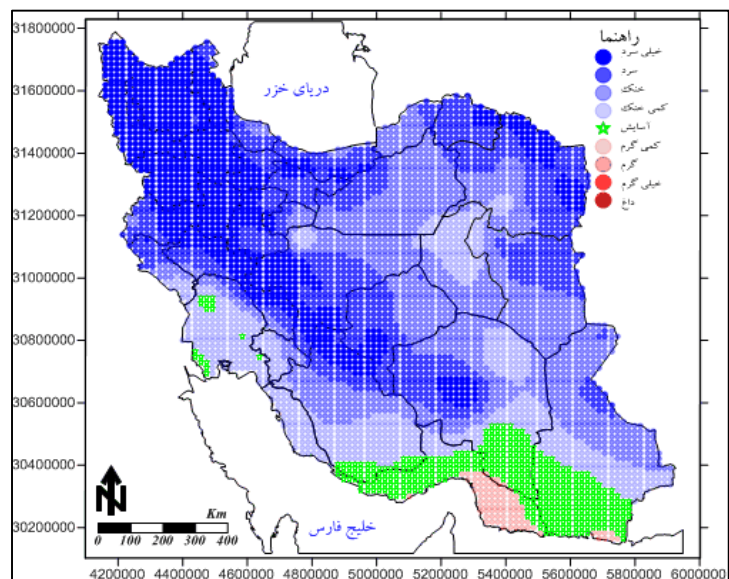 31800000
31600000
31400000
31200000
31000000
30800000
30600000
30400000
30200000
راهنما
خیلی سرد
سرد
خنک
کمی خنک
آسایش
کمی گرم
گرم
خیلی گرم
داغ
دریای خزر
خلیج فارس
N
Km
0 100 200 300 400
4200000 4400000 4600000 4800000 5000000 5200000 5400000 5600000 5800000 6000000